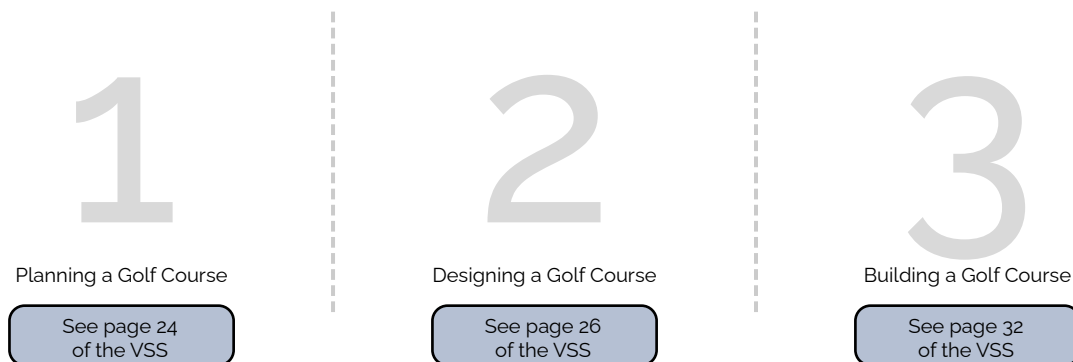 1
Planning a Golf Course
See page 24
of the VSS
2
Designing a Golf Course
See page 26
of the VSS
3
Building a Golf Course
See page 32
of the VSS